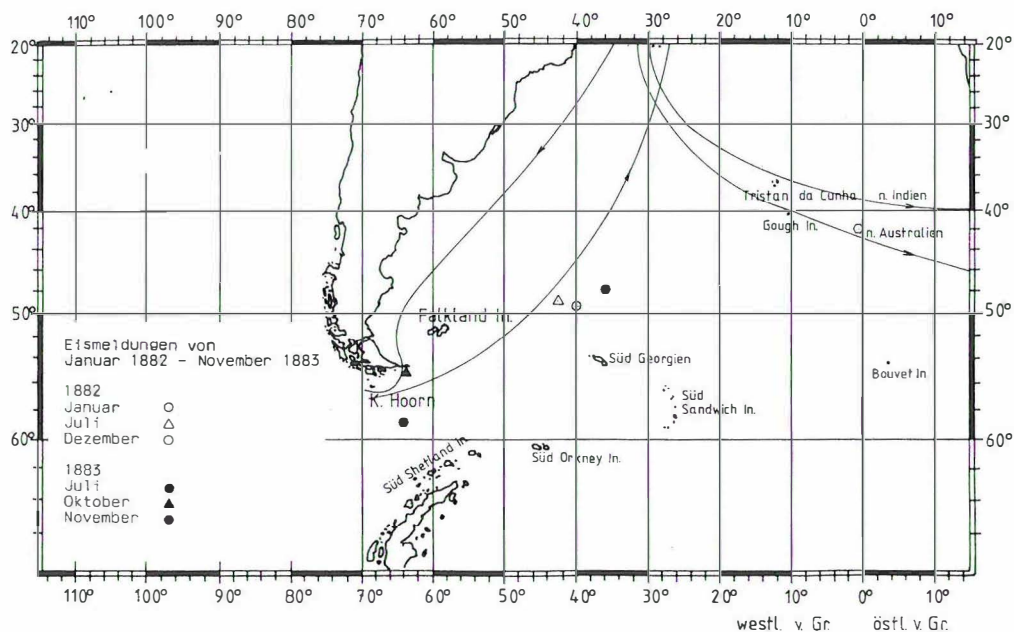 110° 100° 90° 80° 70° 60° 50° 40° 30° 20° 10° 0° 10°
20° 20°
30° 30°
Tristan da Cunha n. Indien
40° 40°
Gough In. n. Australien
50° 50°
Falkland In.
Eismeldungen von
Januar 1882 - November 1883
Süd Georgien
Bouvet In.
1882
Januar
Juli
Dezember
K. Hoorn
Süd
Sandwich In.
60° 60°
Süd Shetland In.
Süd Orkney In.
1883
Juli
Oktober
November
110° 100° 90° 80° 70° 60° 50° 40° 30° 20° 10° 0° 10°
westl. v. Gr. östl. v. Gr.